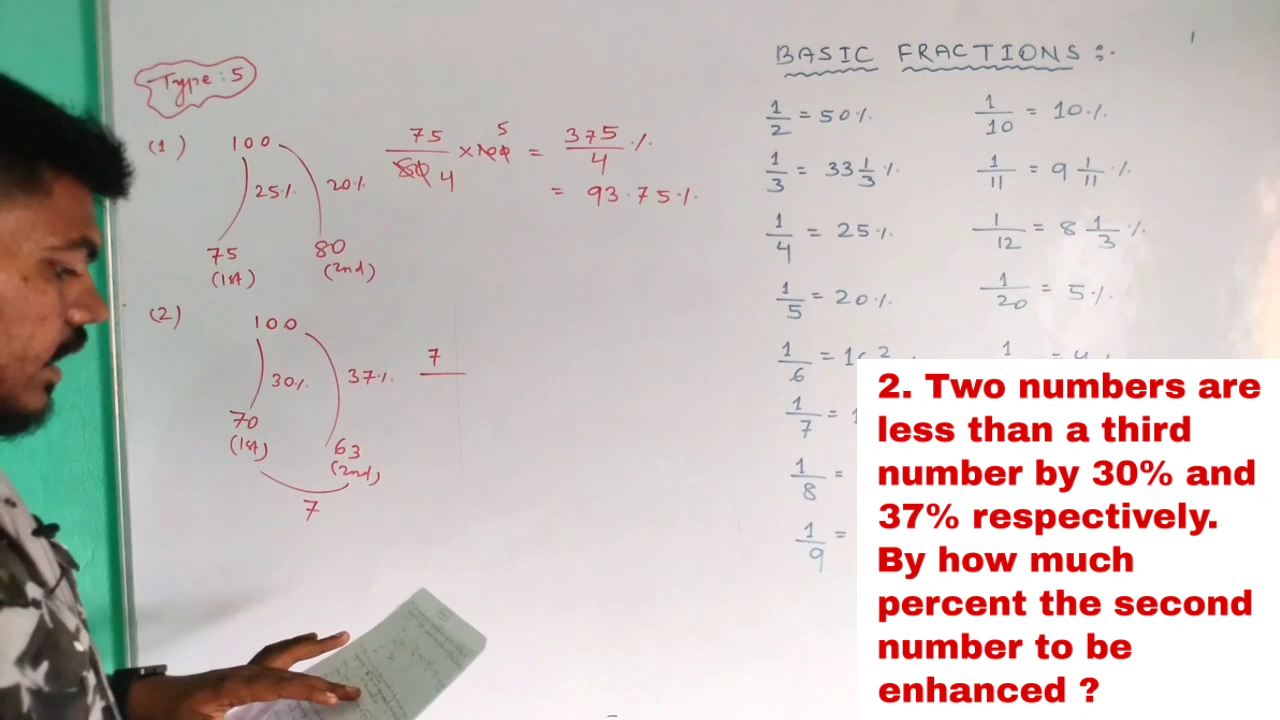 Type: 5
(1) 100
25%. 20%.
75 80
(1st) (2nd)
75/80 4 × 100 5 = 375/4 %.
= 93.75%.
(2) 100
30%. 37%.
70 63
(1st) (2nd)
7
7
BASIC FRACTIONS :-
1/2 = 50%.
1/3 = 33 1/3 %.
1/4 = 25%.
1/5 = 20%.
1/6 =
1/7 =
1/8 =
1/9 =
1/10 = 10%.
1/11 = 9 1/11 %.
1/12 = 8 1/3 %.
1/20 = 5%.
2. Two numbers are
less than a third
number by 30% and
37% respectively.
By how much
percent the second
number to be
enhanced ?